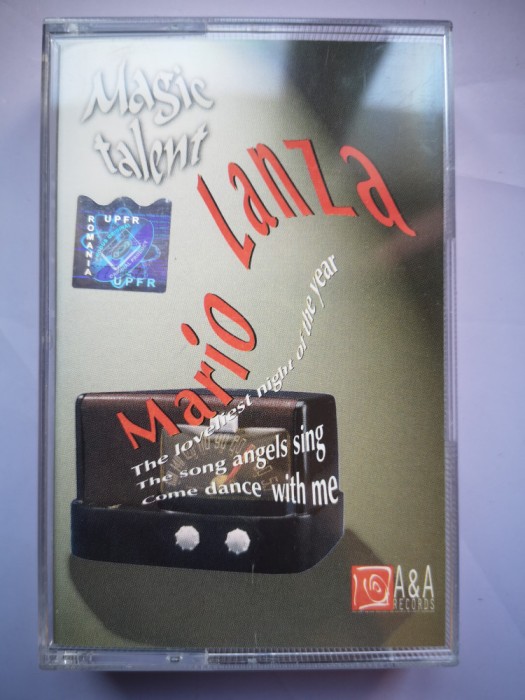 Magic
talent
Mario Lanza
ROMANIA
UPFR
UPFR
The loveliest night of the year
The song angels sing
Come dance with me
A&A
RECORDS